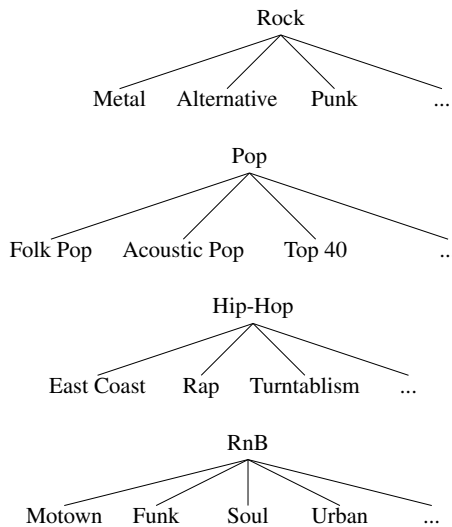 Rock
Metal Alternative Punk ...
Pop
Folk Pop Acoustic Pop Top 40 ..
Hip-Hop
East Coast Rap Turntablism ...
RnB
Motown Funk Soul Urban ...